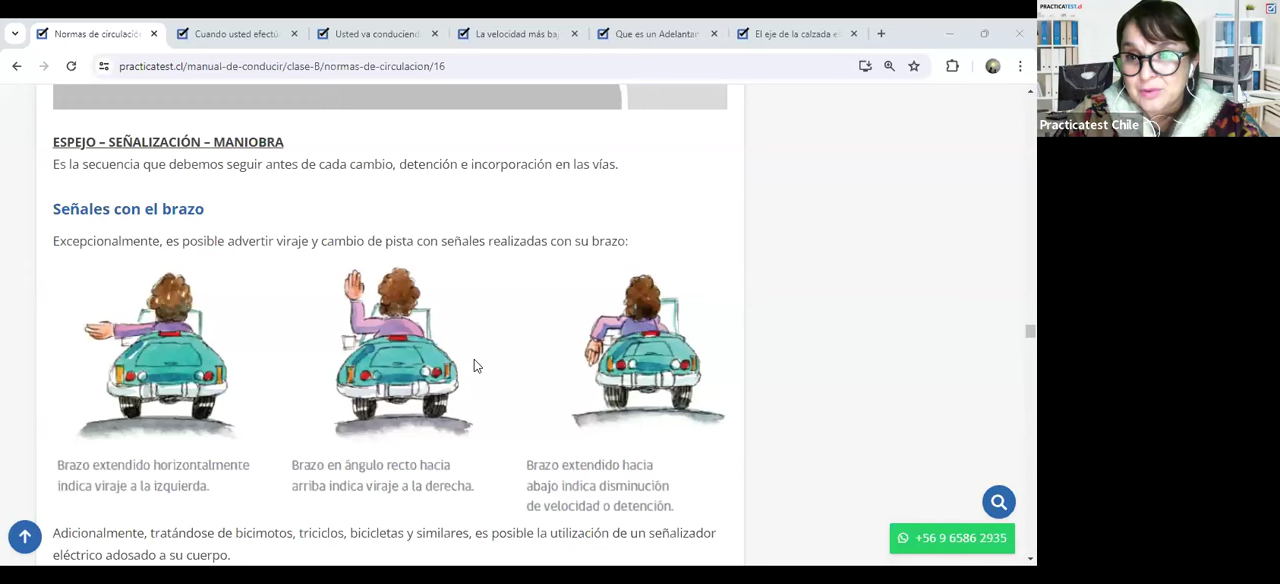 Normas de circulació
Cuando usted efectú
Usted va conduciend
La velocidad más ba
Que es un Adelantar
El eje de la calzada e
practicatest.cl/manual-de-conducir/clase-B/normas-de-circulacion/16
PRACTICATEST.cl
Practicatest Chile
ESPEJO – SEÑALIZACIÓN – MANIOBRA
Es la secuencia que debemos seguir antes de cada cambio, detención e incorporación en las vías.
Señales con el brazo
Excepcionalmente, es posible advertir viraje y cambio de pista con señales realizadas con su brazo:
Brazo extendido horizontalmente
indica viraje a la izquierda.
Brazo en ángulo recto hacia
arriba indica viraje a la derecha.
Brazo extendido hacia
abajo indica disminución
de velocidad o detención.
Adicionalmente, tratándose de bicimotos, triciclos, bicicletas y similares, es posible la utilización de un señalizador
eléctrico adosado a su cuerpo.
+56 9 6586 2935